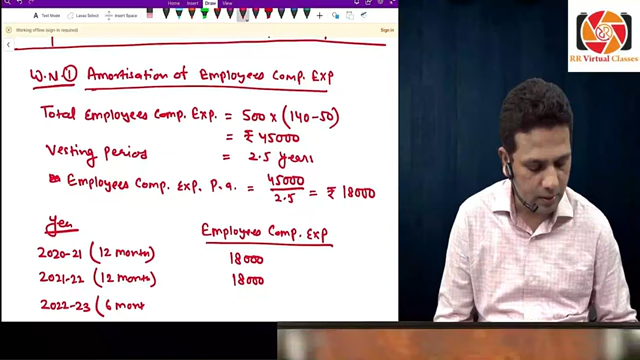 Text Mode
Lasso Select
Insert Space
Draw
View
Working offline (sign in required)
Sign in
RR Virtual Classes
W.N ① Amortisation of Employees Comp. Exp
Total Employees Comp. Exp. = 500 x (140-50)
= ₹ 45000
Vesting Period = 2.5 years
Employees Comp. Exp. P.a. = 45000/2.5 = ₹ 18000
Year Employees Comp. Exp
2020-21 (12 months) 18000
2021-22 (12 months) 18000
2022-23 (6 mont